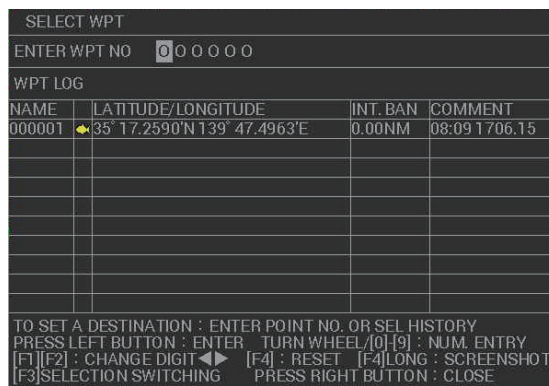 SELECT WPT
ENTER WPT NO 000000
WPT LOG
NAME LATITUDE/LONGITUDE INT. BAN COMMENT
000001 35° 17.2590'N 139° 47.4963'E 0.00NM 08:09 1706.15
TO SET A DESTINATION : ENTER POINT NO. OR SEL HISTORY
PRESS LEFT BUTTON : ENTER TURN WHEEL/[0]-[9] : NUM. ENTRY
[F1][F2] : CHANGE DIGIT◀▶ [F4] : RESET [F4]LONG : SCREENSHOT
[F3]SELECTION SWITCHING PRESS RIGHT BUTTON : CLOSE